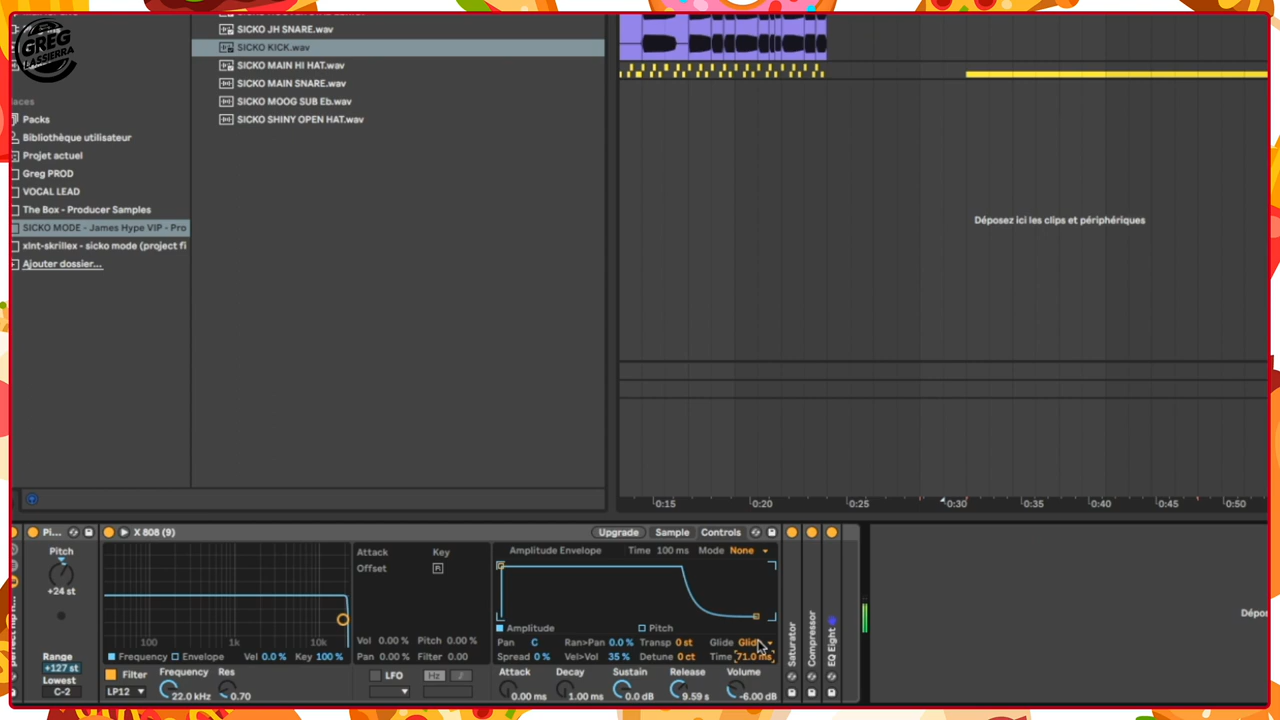 GREG
LASSIERRA
SICKO JH SNARE.wav
SICKO KICK.wav
SICKO MAIN HI HAT.wav
SICKO MAIN SNARE.wav
SICKO MOOG SUB Eb.wav
SICKO SHINY OPEN HAT.wav
laces
Packs
Bibliothèque utilisateur
Projet actuel
Greg PROD
VOCAL LEAD
The Box - Producer Samples
SICKO MODE - James Hype VIP - Pro
xlnt-skrillex - sicko mode (project fi
Ajouter dossier...
Déposez ici les clips et périphériques
0:15 0:20 0:25 0:30 0:35 0:40 0:45 0:50
Pi... X 808 (9) Upgrade Sample Controls
Pitch
+24 st
Range
+127 st
Lowest
C-2
100 1k 10k
Frequency Envelope Vel 0.0 % Key 100 %
Filter Frequency Res
LP12 22.0 kHz 0.70
Attack Key
Offset R
Vol 0.00 % Pitch 0.00 %
Pan 0.00 % Filter 0.00
LFO Hz
Amplitude Envelope Time 100 ms Mode None
Amplitude Pitch
Pan C Ran>Pan 0.0 % Transp 0 st Glide Glid
Spread 0 % Vel>Vol 35 % Detune 0 ct Time 71.0 ms
Attack Decay Sustain Release Volume
0.00 ms 1.00 ms 0.0 dB 9.59 s -6.00 dB
Saturator
Compressor
EQ Eight
Dépo